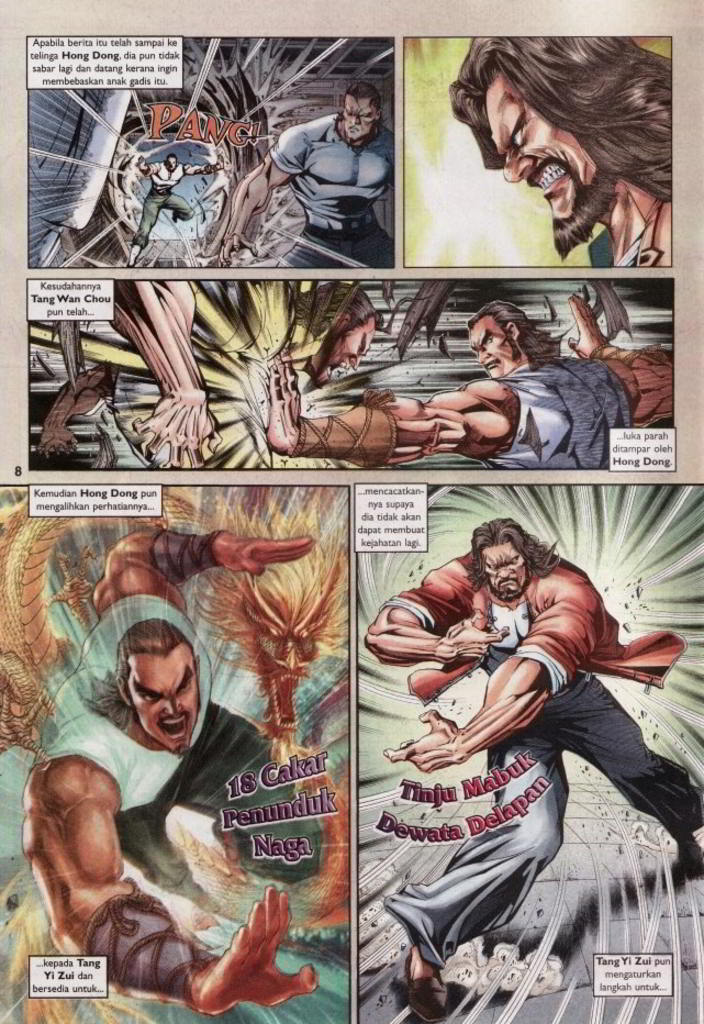 Apabila berita itu telah sampai ke
telinga Hong Dong, dia pun tidak
sabar lagi dan datang kerana ingin
membebaskan anak gadis itu.
PANG!
Kesudahannya
Tang Wan Chou
pun telah...
...luka parah
ditampar oleh
Hong Dong.
8
Kemudian Hong Dong pun
mengalihkan perhatiannya...
18 Cakar
Penunduk
Naga
...kepada Tang
Yi Zui dan
bersedia untuk...
...mencacatkan-
nya supaya
dia tidak akan
dapat membuat
kejahatan lagi.
Tinju Mabuk
Dewata Delapan
Tang Yi Zui pun
mengaturkan
langkah untuk...